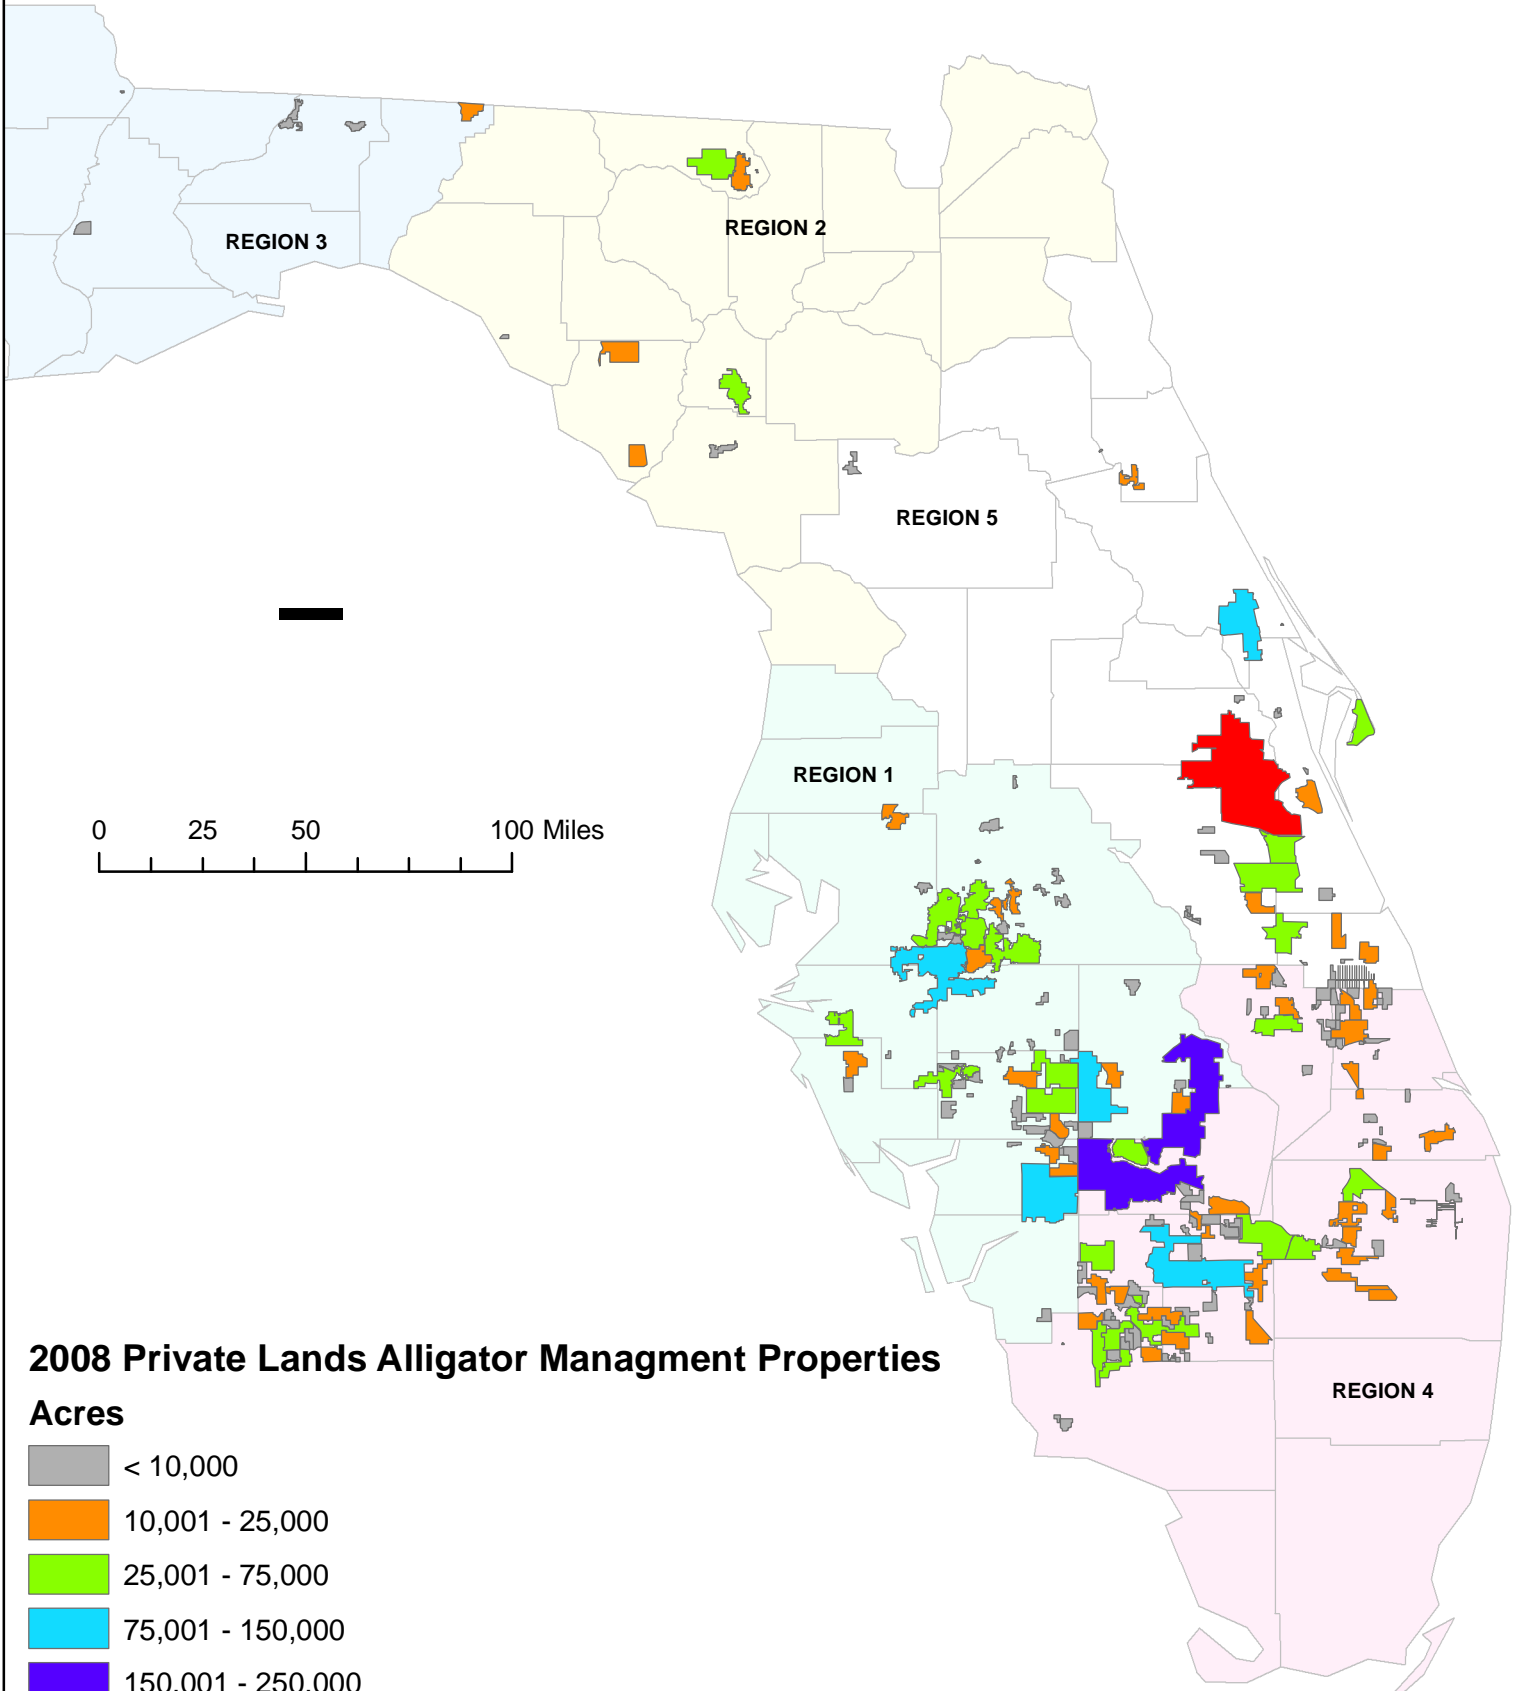 REGION 2
REGION 3
REGION 5
REGION 1
0 25 50 100 Miles
2008 Private Lands Alligator Managment Properties
Acres
REGION 4
< 10,000
10,001 - 25,000
25,001 - 75,000
75,001 - 150,000
150,001 - 250,000